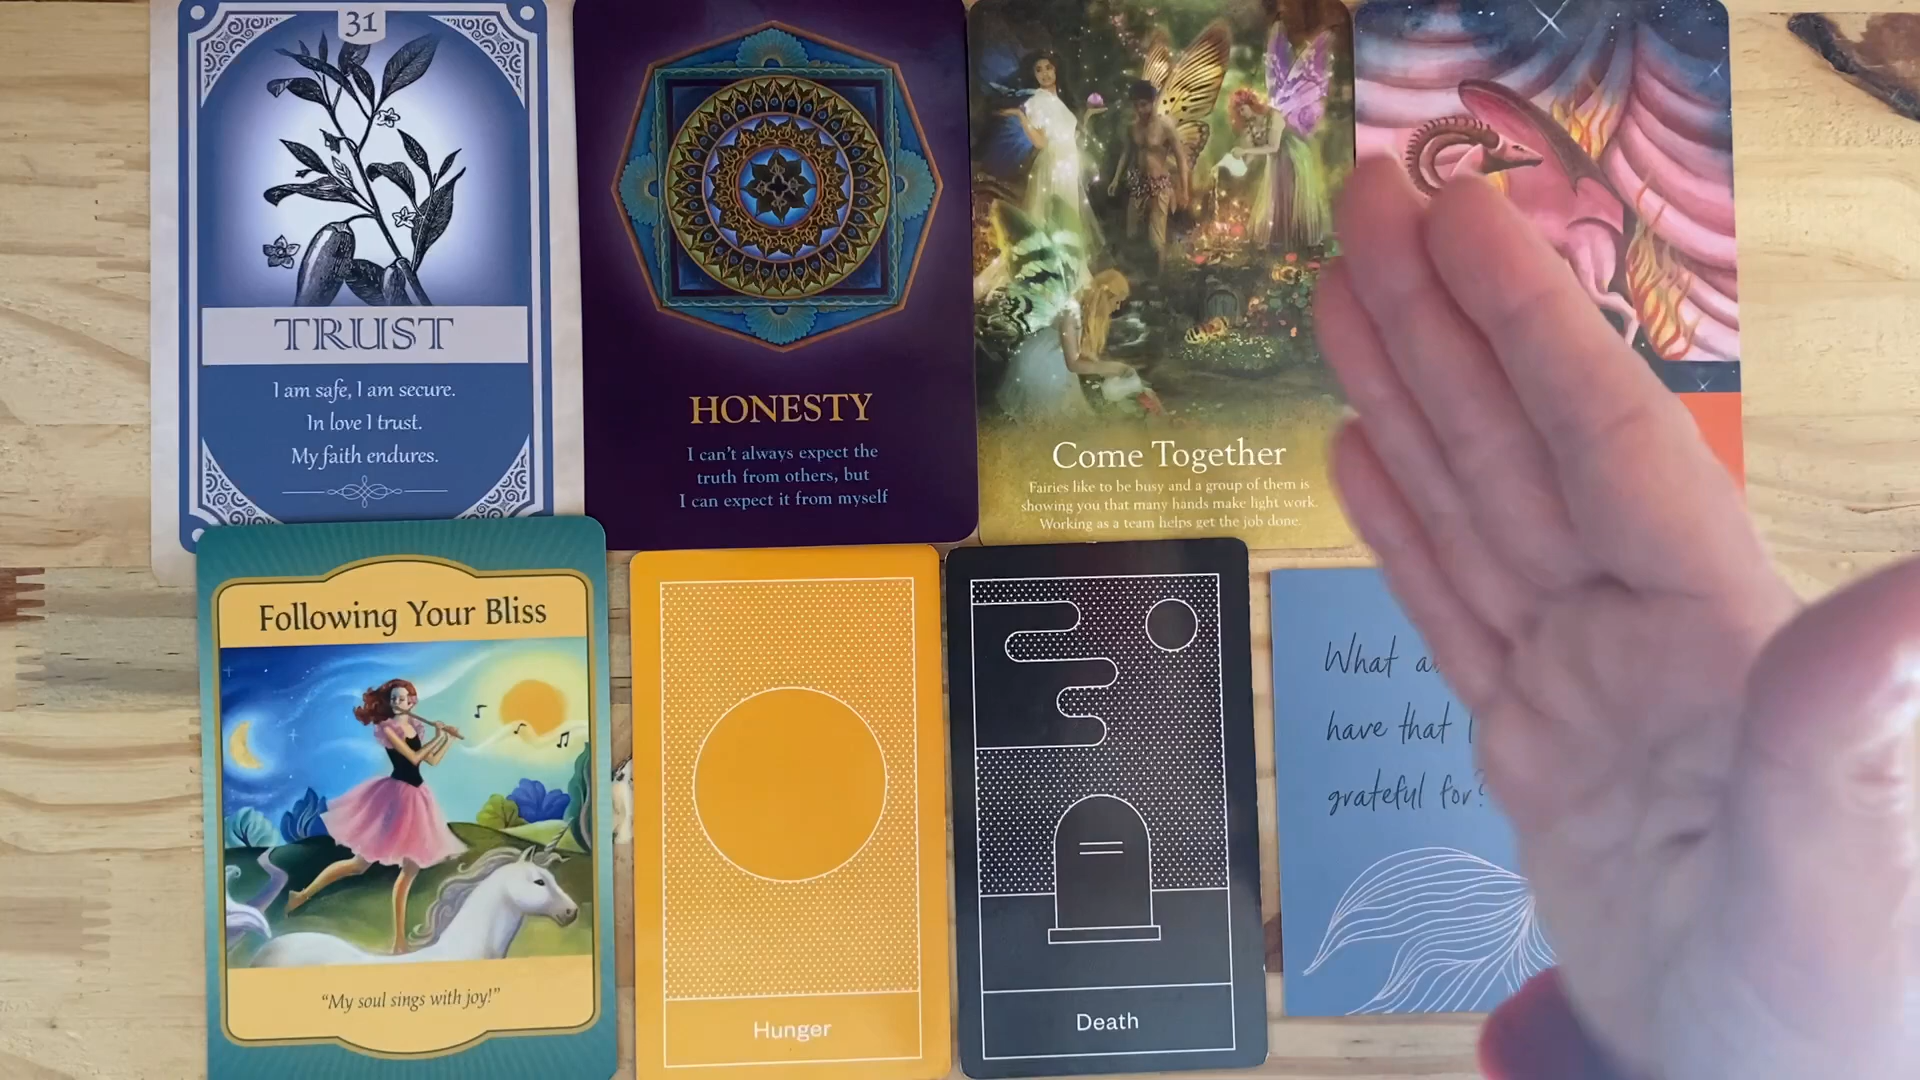 31
TRUST
I am safe, I am secure.
In love I trust.
My faith endures.
HONESTY
I can't always expect the
truth from others, but
I can expect it from myself
Come Together
Fairies like to be busy and a group of them is
showing you that many hands make light work.
Working as a team helps get the job done.
Following Your Bliss
"My soul sings with joy!"
Hunger
Death
What
have that I
grateful for?